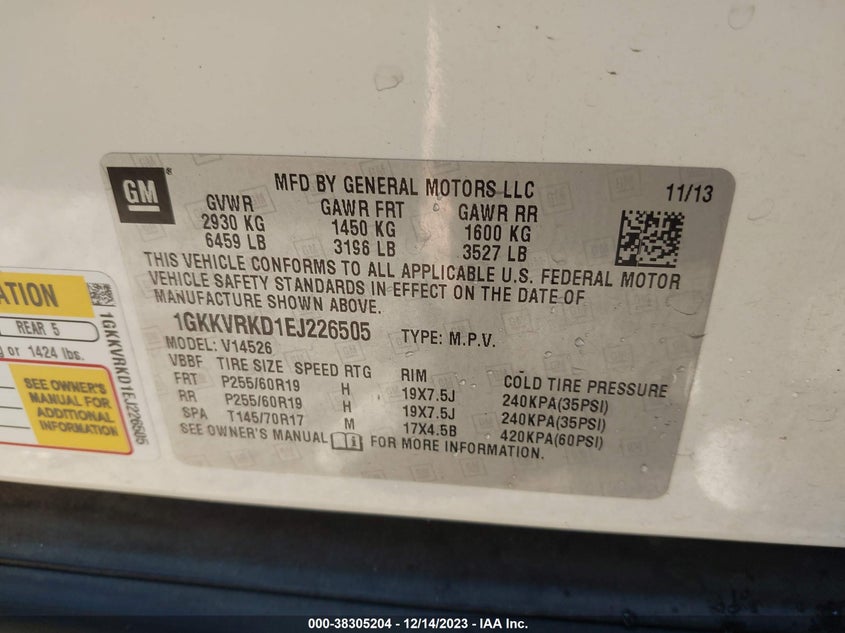 GM
MFD BY GENERAL MOTORS LLC
11/13
GVWR GAWR FRT GAWR RR
2930 KG 1450 KG 1600 KG
6459 LB 3196 LB 3527 LB
THIS VEHICLE CONFORMS TO ALL APPLICABLE U.S. FEDERAL MOTOR
VEHICLE SAFETY STANDARDS IN EFFECT ON THE DATE OF
MANUFACTURE SHOWN ABOVE.
1GKKVRKD1EJ226505 TYPE: M.P.V.
MODEL: V14526
VBBF TIRE SIZE SPEED RTG RIM COLD TIRE PRESSURE
FRT P255/60R19 H 19X7.5J 240KPA(35PSI)
RR P255/60R19 H 19X7.5J 240KPA(35PSI)
SPA T145/70R17 M 17X4.5B 420KPA(60PSI)
SEE OWNER'S MANUAL FOR MORE INFORMATION.
REAR 5
or 1424 lbs.
SEE OWNER'S
MANUAL FOR
ADDITIONAL
INFORMATION
1GKKVRKD1EJ226505
000-38305204 - 12/14/2023 - IAA Inc.